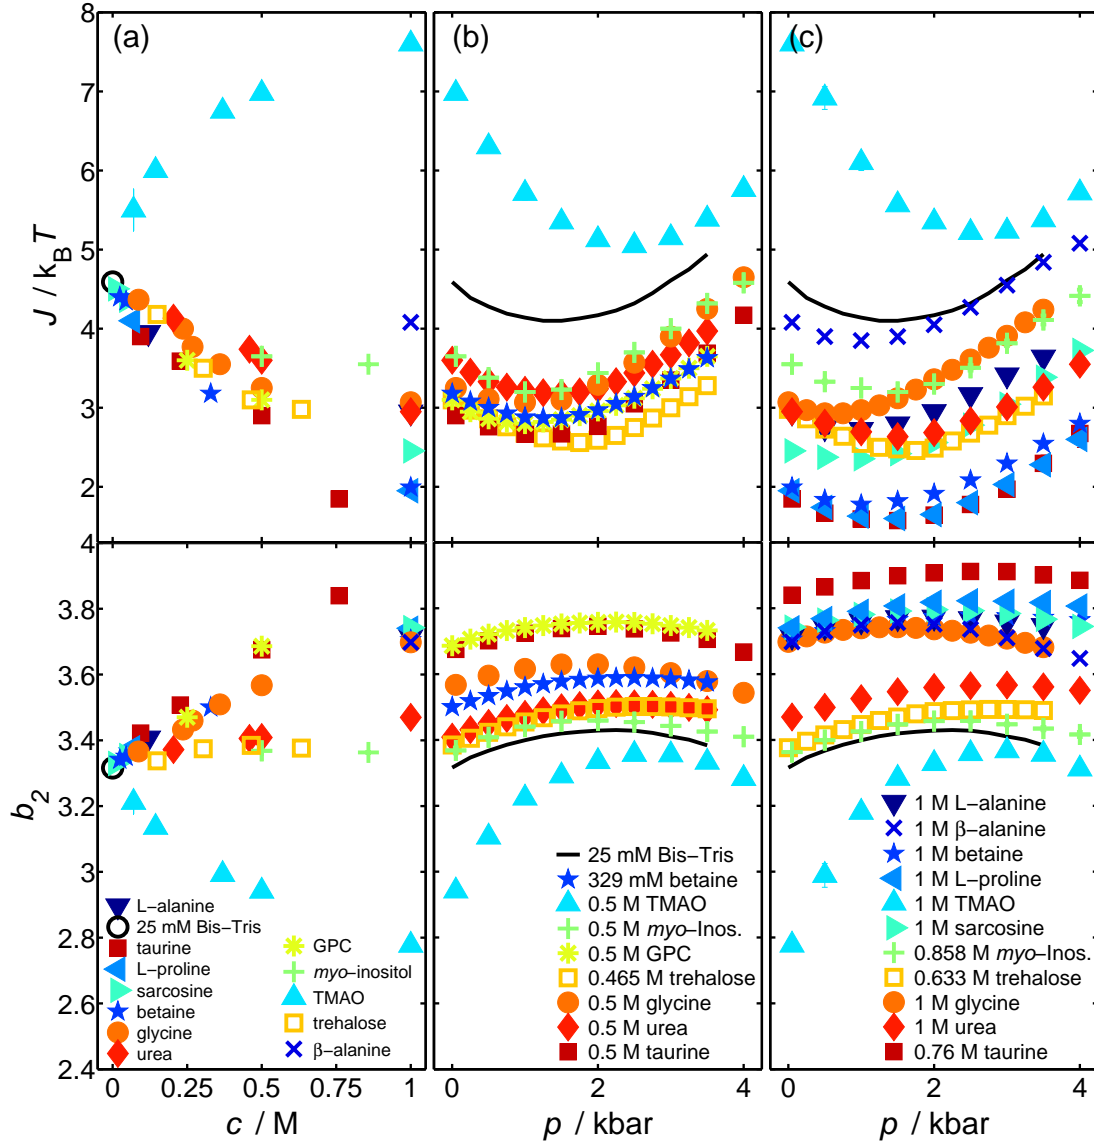 (a)
(b)
(c)
8
7
6
5
4
3
2
J / k_B T
4
3.8
3.6
3.4
3.2
3
2.8
2.6
2.4
b_2
L−alanine
25 mM Bis−Tris
taurine
L−proline
sarcosine
betaine
glycine
urea
GPC
myo−inositol
TMAO
trehalose
β−alanine
25 mM Bis−Tris
329 mM betaine
0.5 M TMAO
0.5 M myo−Inos.
0.5 M GPC
0.465 M trehalose
0.5 M glycine
0.5 M urea
0.5 M taurine
1 M L−alanine
1 M β−alanine
1 M betaine
1 M L−proline
1 M TMAO
1 M sarcosine
0.858 M myo−Inos.
0.633 M trehalose
1 M glycine
1 M urea
0.76 M taurine
0 0.25 0.5 0.75 1
0 2 4
0 2 4
c / M
p / kbar
p / kbar